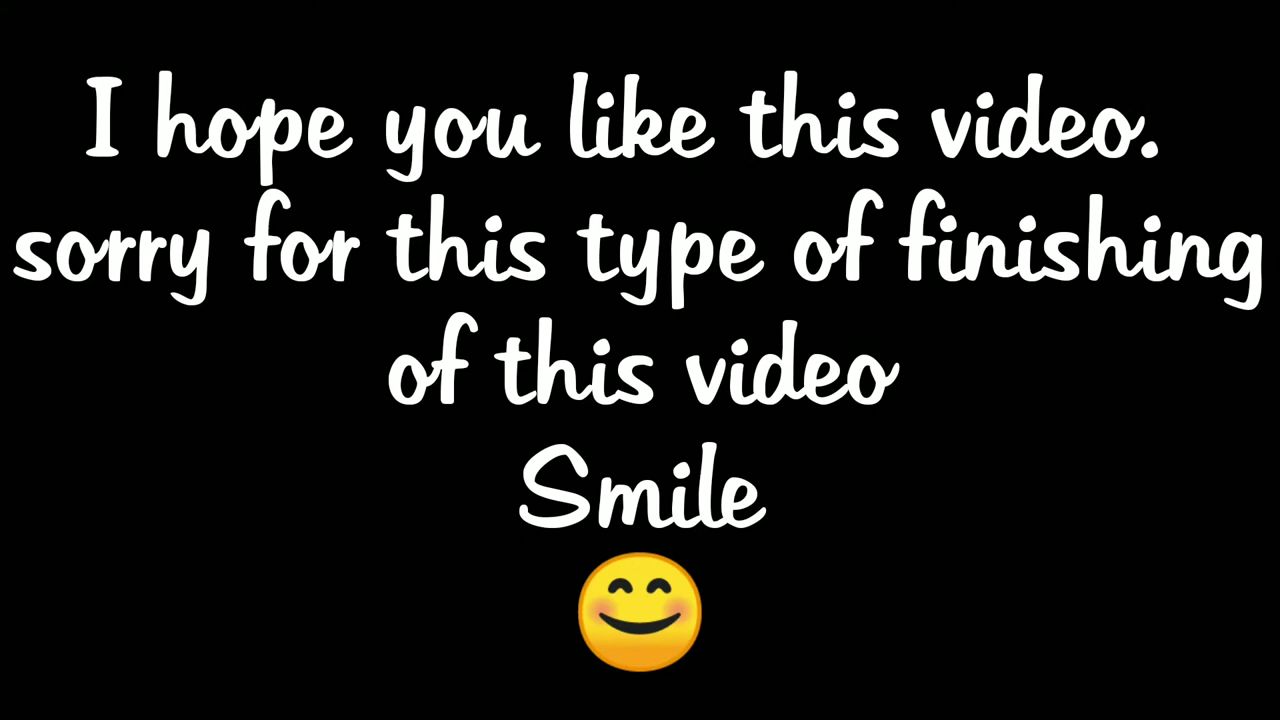 I hope you like this video.
sorry for this type of finishing
of this video
Smile
😊